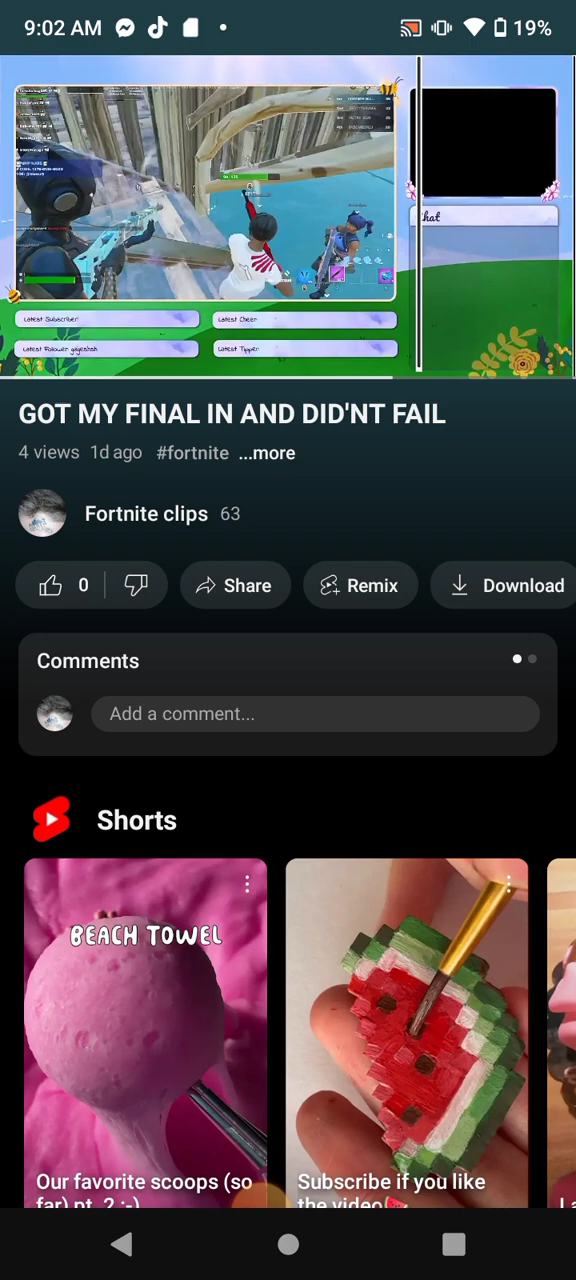 9:02 AM
19%
Chat
Latest Subscriber
Latest Cheer
Latest Follower
Latest Tipper
GOT MY FINAL IN AND DID'NT FAIL
4 views 1d ago #fortnite ...more
Fortnite clips 63
0 Share Remix Download
Comments
Add a comment...
Shorts
BEACH TOWEL
Our favorite scoops (so
far) pt. 2 :-)
Subscribe if you like
the video🍉